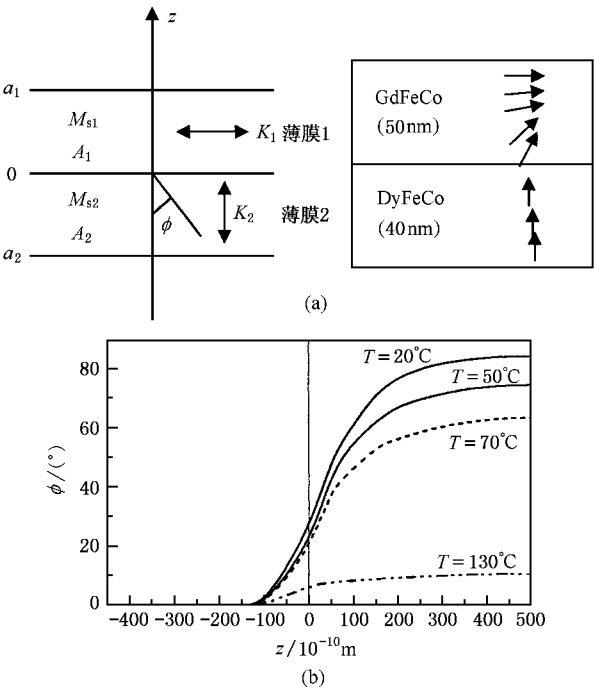 z
a₁
Mₛ₁
A₁
K₁ 薄膜1
0
Mₛ₂
A₂
ϕ
K₂
薄膜2
a₂
GdFeCo
(50nm)
DyFeCo
(40nm)
(a)
80
60
40
20
0
ϕ/(°)
T=20℃
T=50℃
T=70℃
T=130℃
-400 -300 -200 -100 0 100 200 300 400 500
z/10⁻¹⁰m
(b)